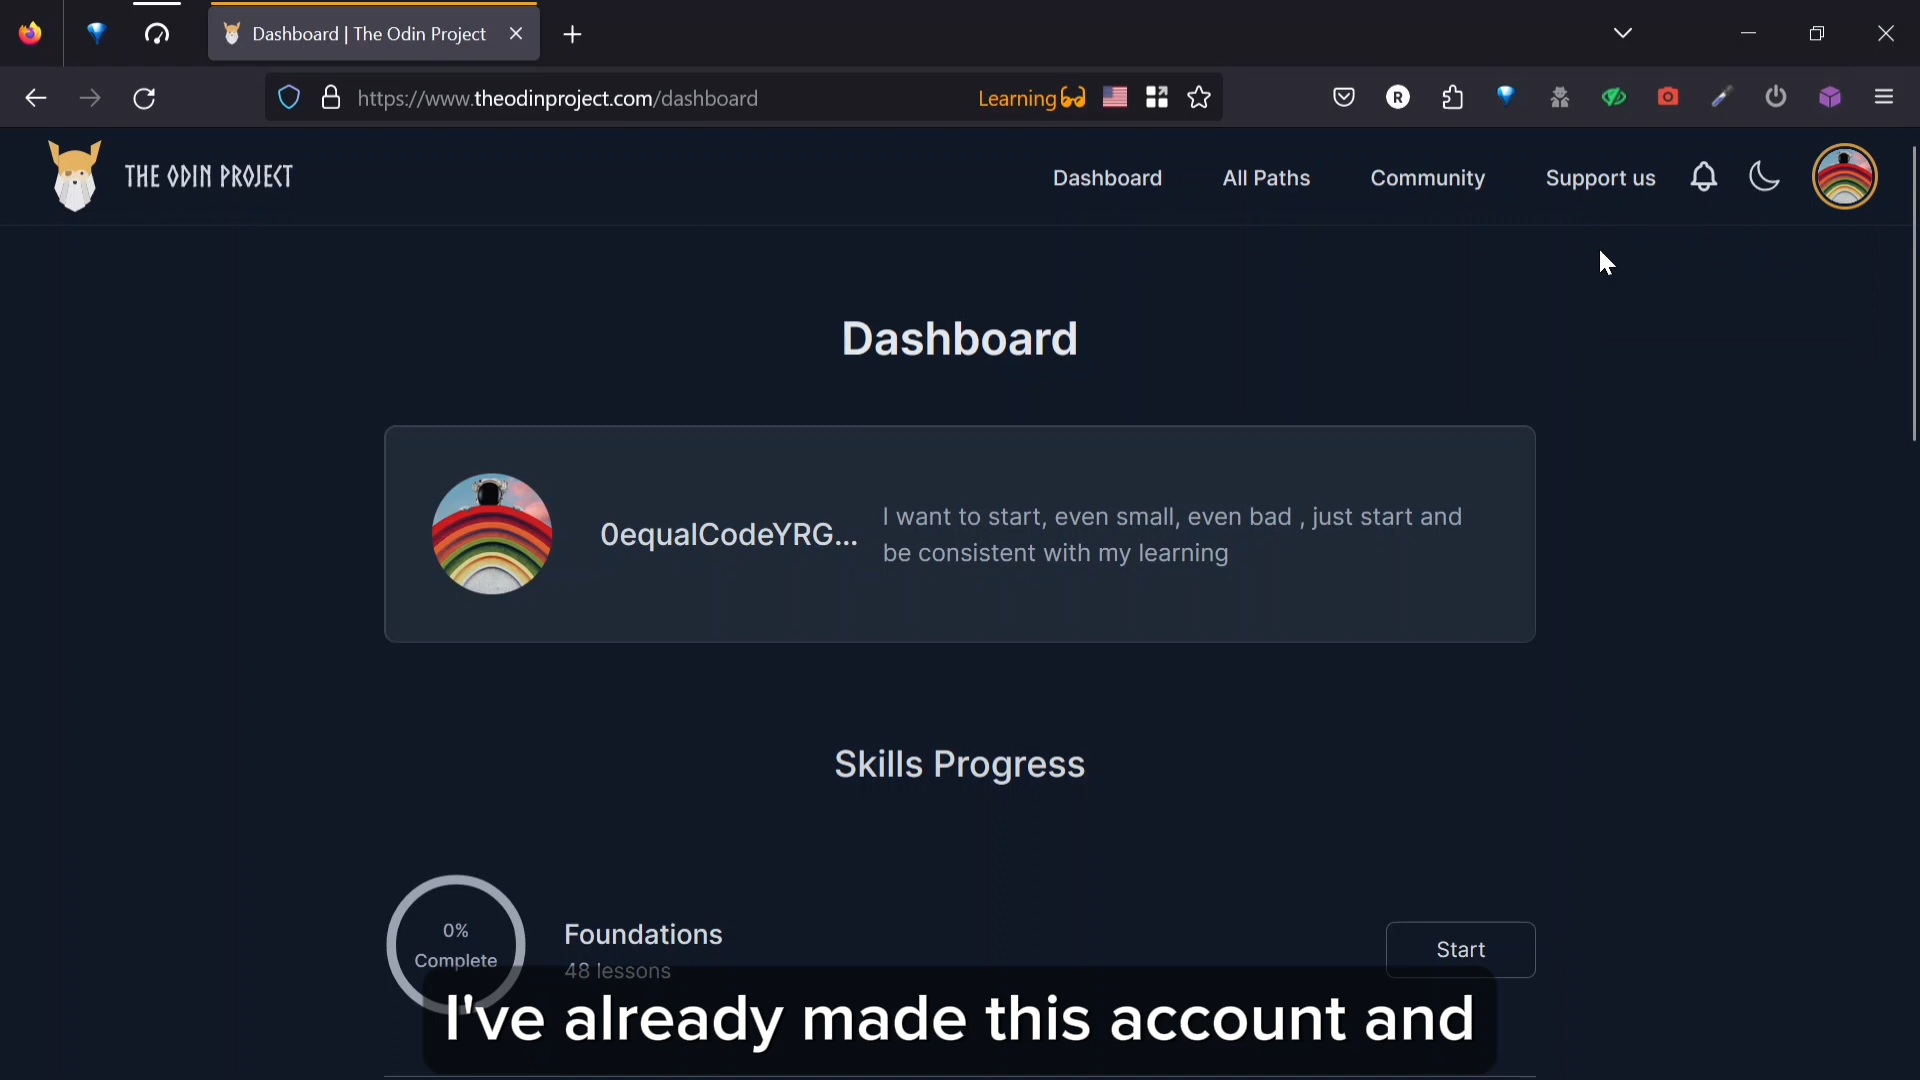 Dashboard | The Odin Project
https://www.theodinproject.com/dashboard
Learning
R
THE ODIN PROJECT
Dashboard
All Paths
Community
Support us
Dashboard
0equalCodeYRG...
I want to start, even small, even bad , just start and
be consistent with my learning
Skills Progress
0%
Complete
Foundations
48 lessons
Start
I've already made this account and